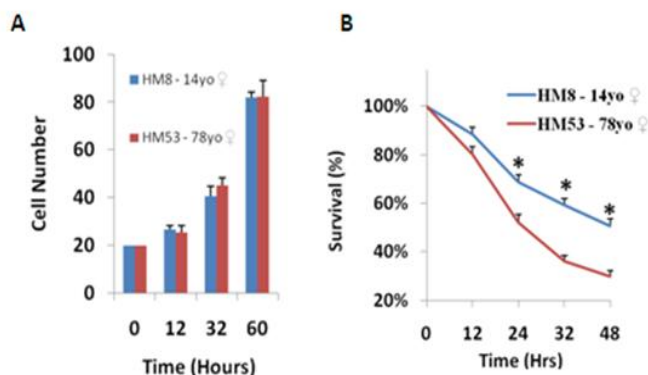 A
Cell Number
100
80
60
40
20
0
HM8 - 14yo ♀
HM53 - 78yo ♀
0 12 32 60
Time (Hours)
B
Survival (%)
100%
80%
60%
40%
20%
HM8 - 14yo ♀
HM53 - 78yo ♀
* * *
0 12 24 32 48
Time (Hrs)